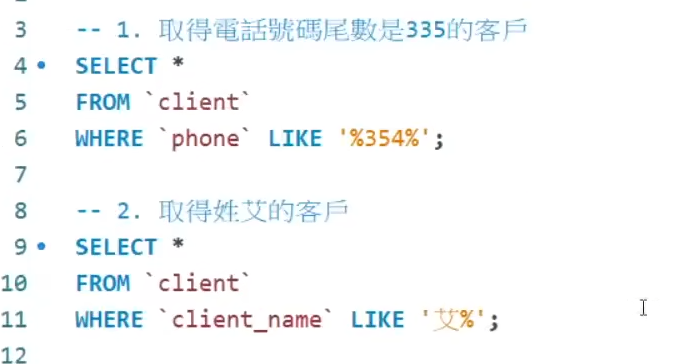 3 -- 1. 取得電話號碼尾數是335的客戶
4 SELECT *
5 FROM `client`
6 WHERE `phone` LIKE '%354%';
7
8 -- 2. 取得姓艾的客戶
9 SELECT *
10 FROM `client`
11 WHERE `client_name` LIKE '艾%';
12